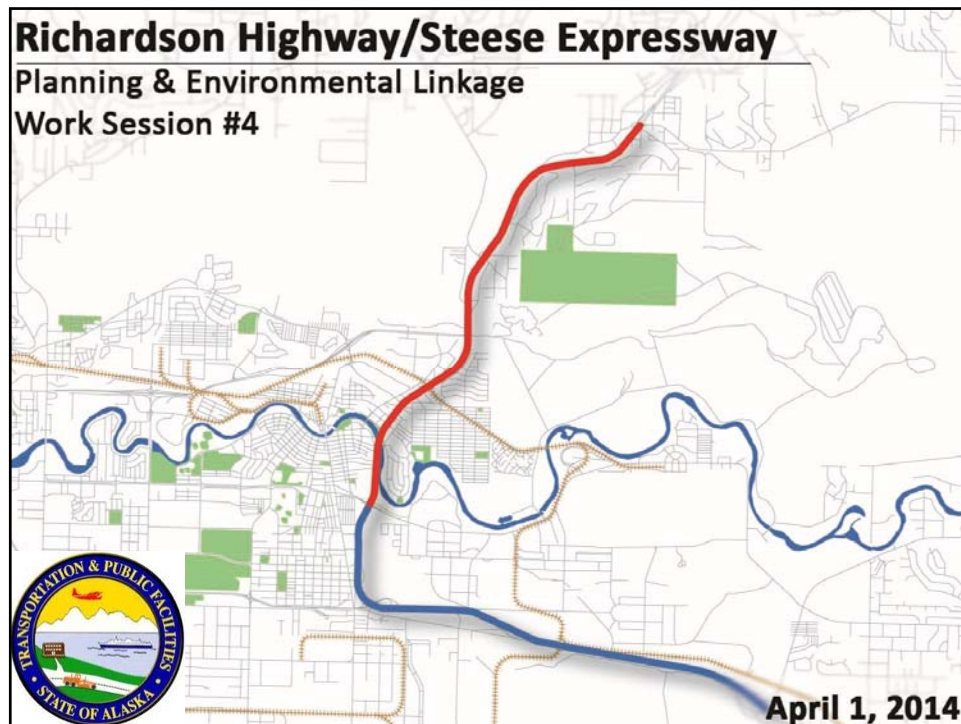 Richardson Highway/Steese Expressway
Planning & Environmental Linkage
Work Session #4
TRANSPORTATION & PUBLIC FACILITIES
STATE OF ALASKA
April 1, 2014